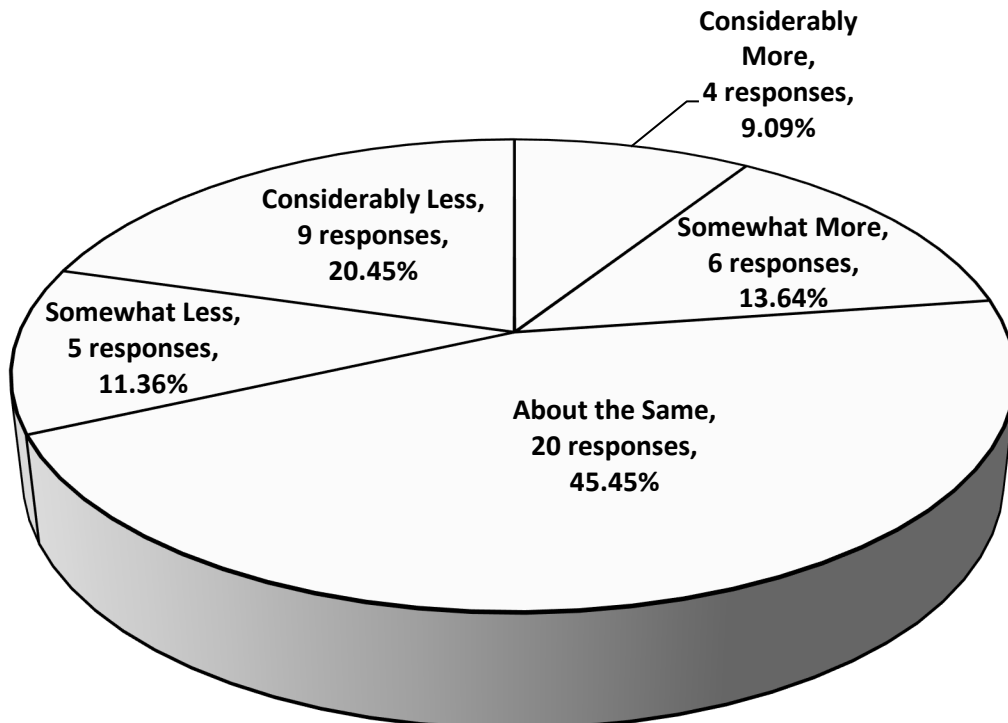 Considerably
More,
4 responses,
9.09%
Considerably Less,
9 responses,
20.45%
Somewhat More,
6 responses,
13.64%
Somewhat Less,
5 responses,
11.36%
About the Same,
20 responses,
45.45%